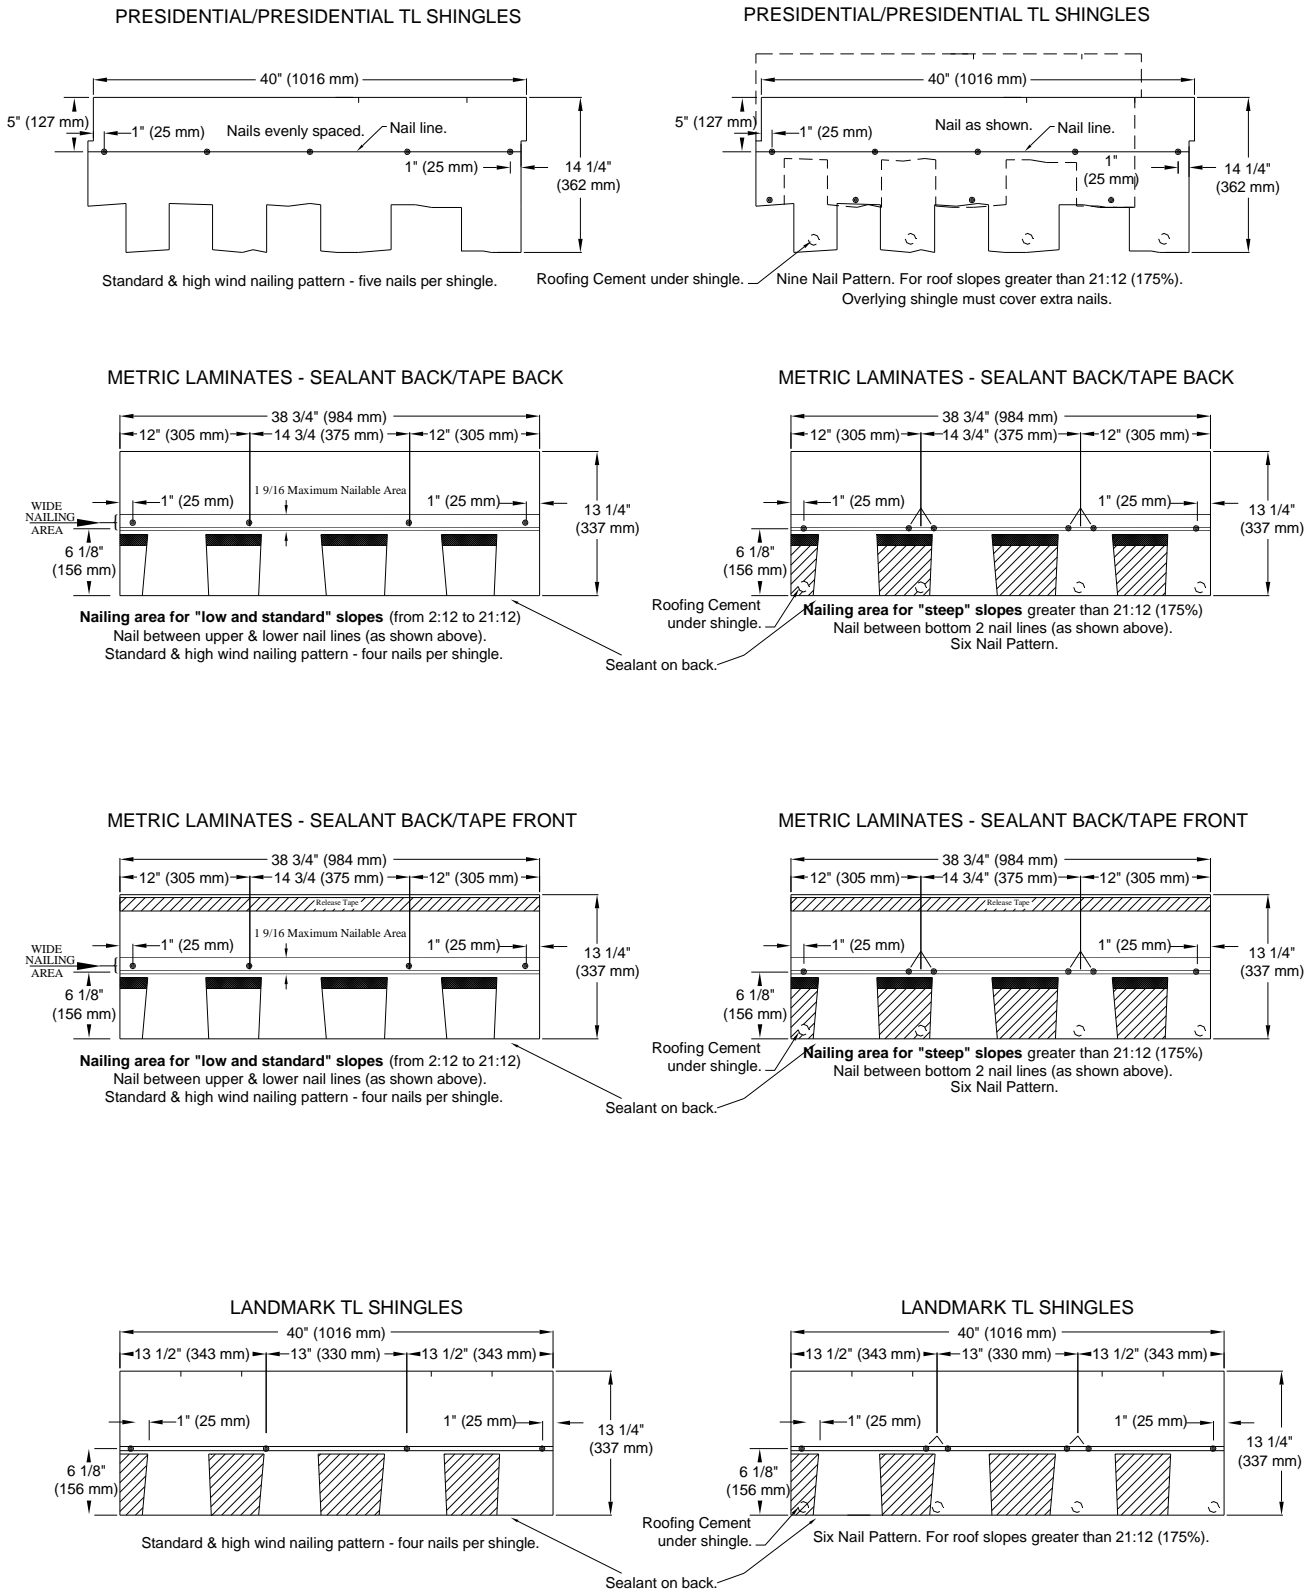 PRESIDENTIAL/PRESIDENTIAL TL SHINGLES
40" (1016 mm)
5" (127 mm)
1" (25 mm)
Nails evenly spaced.
Nail line.
1" (25 mm)
14 1/4"
(362 mm)
Standard & high wind nailing pattern - five nails per shingle.
PRESIDENTIAL/PRESIDENTIAL TL SHINGLES
40" (1016 mm)
5" (127 mm)
1" (25 mm)
Nail as shown.
Nail line.
1"
(25 mm)
14 1/4"
(362 mm)
Roofing Cement under shingle.
Nine Nail Pattern. For roof slopes greater than 21:12 (175%).
Overlying shingle must cover extra nails.
METRIC LAMINATES - SEALANT BACK/TAPE BACK
38 3/4" (984 mm)
12" (305 mm)
14 3/4 (375 mm)
12" (305 mm)
1" (25 mm)
1 9/16 Maximum Nailable Area
1" (25 mm)
WIDE
NAILING
AREA
13 1/4"
(337 mm)
6 1/8"
(156 mm)
Nailing area for "low and standard" slopes (from 2:12 to 21:12)
Nail between upper & lower nail lines (as shown above).
Standard & high wind nailing pattern - four nails per shingle.
METRIC LAMINATES - SEALANT BACK/TAPE BACK
38 3/4" (984 mm)
12" (305 mm)
14 3/4" (375 mm)
12" (305 mm)
1" (25 mm)
1" (25 mm)
13 1/4"
(337 mm)
6 1/8"
(156 mm)
Roofing Cement
under shingle.
Nailing area for "steep" slopes greater than 21:12 (175%)
Nail between bottom 2 nail lines (as shown above).
Six Nail Pattern.
Sealant on back.
METRIC LAMINATES - SEALANT BACK/TAPE FRONT
38 3/4" (984 mm)
12" (305 mm)
14 3/4 (375 mm)
12" (305 mm)
Release Tape
1" (25 mm)
1 9/16 Maximum Nailable Area
1" (25 mm)
WIDE
NAILING
AREA
13 1/4"
(337 mm)
6 1/8"
(156 mm)
Nailing area for "low and standard" slopes (from 2:12 to 21:12)
Nail between upper & lower nail lines (as shown above).
Standard & high wind nailing pattern - four nails per shingle.
METRIC LAMINATES - SEALANT BACK/TAPE FRONT
38 3/4" (984 mm)
12" (305 mm)
14 3/4" (375 mm)
12" (305 mm)
Release Tape
1" (25 mm)
1" (25 mm)
13 1/4"
(337 mm)
6 1/8"
(156 mm)
Roofing Cement
under shingle.
Nailing area for "steep" slopes greater than 21:12 (175%)
Nail between bottom 2 nail lines (as shown above).
Six Nail Pattern.
Sealant on back.
LANDMARK TL SHINGLES
40" (1016 mm)
13 1/2" (343 mm)
13" (330 mm)
13 1/2" (343 mm)
1" (25 mm)
1" (25 mm)
13 1/4"
(337 mm)
6 1/8"
(156 mm)
Standard & high wind nailing pattern - four nails per shingle.
LANDMARK TL SHINGLES
40" (1016 mm)
13 1/2" (343 mm)
13" (330 mm)
13 1/2" (343 mm)
1" (25 mm)
1" (25 mm)
13 1/4"
(337 mm)
6 1/8"
(156 mm)
Roofing Cement
under shingle.
Six Nail Pattern. For roof slopes greater than 21:12 (175%).
Sealant on back.